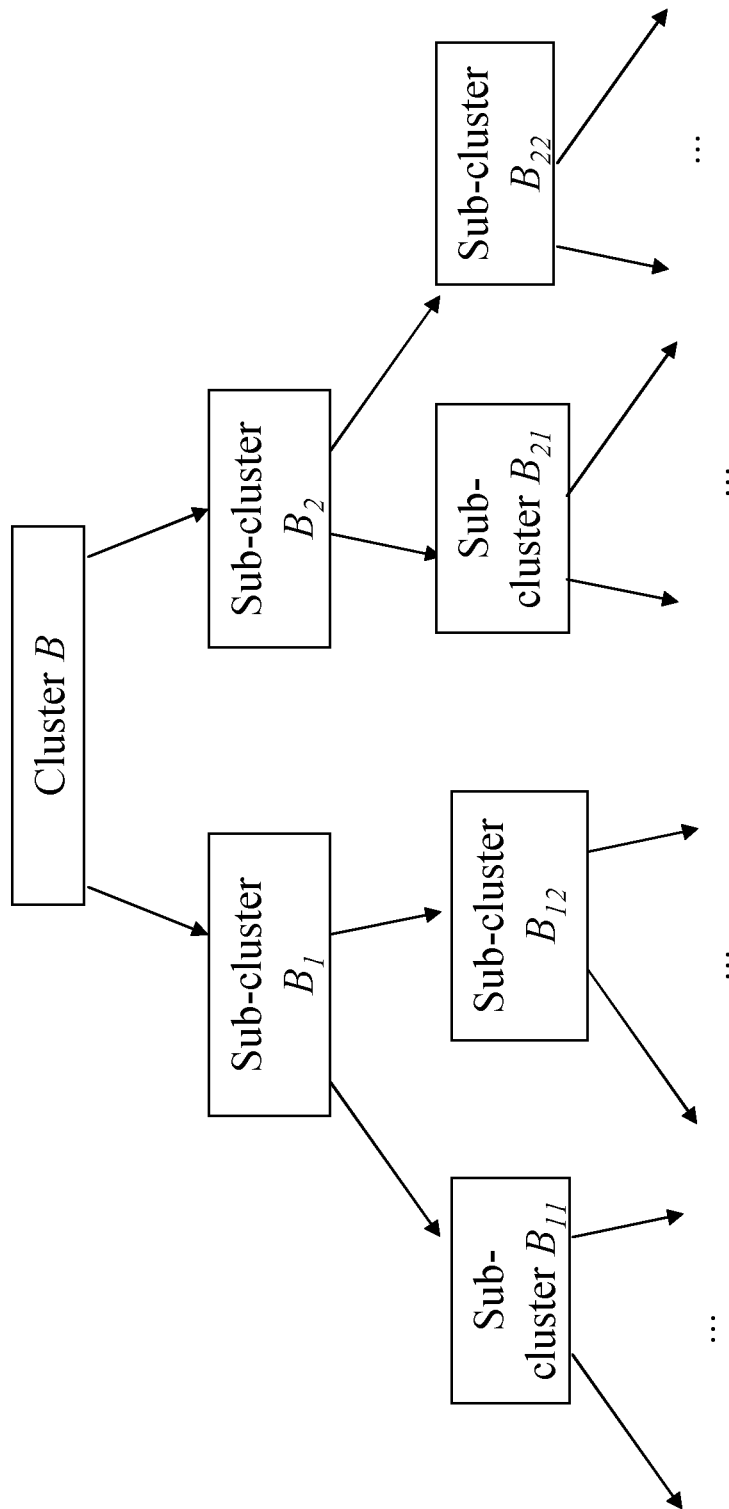 Cluster B
Sub-cluster
B₁
Sub-cluster
B₂
Sub-
cluster B₁₁
Sub-cluster
B₁₂
Sub-
cluster B₂₁
Sub-cluster
B₂₂
...
...
...
...